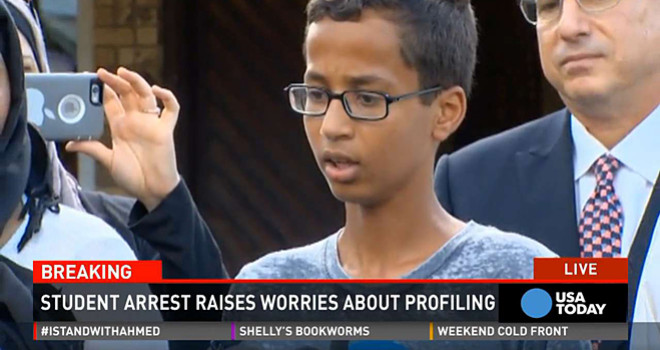 BREAKING
LIVE
STUDENT ARREST RAISES WORRIES ABOUT PROFILING
USA
TODAY
#ISTANDWITHAHMED
SHELLY'S BOOKWORMS
WEEKEND COLD FRONT